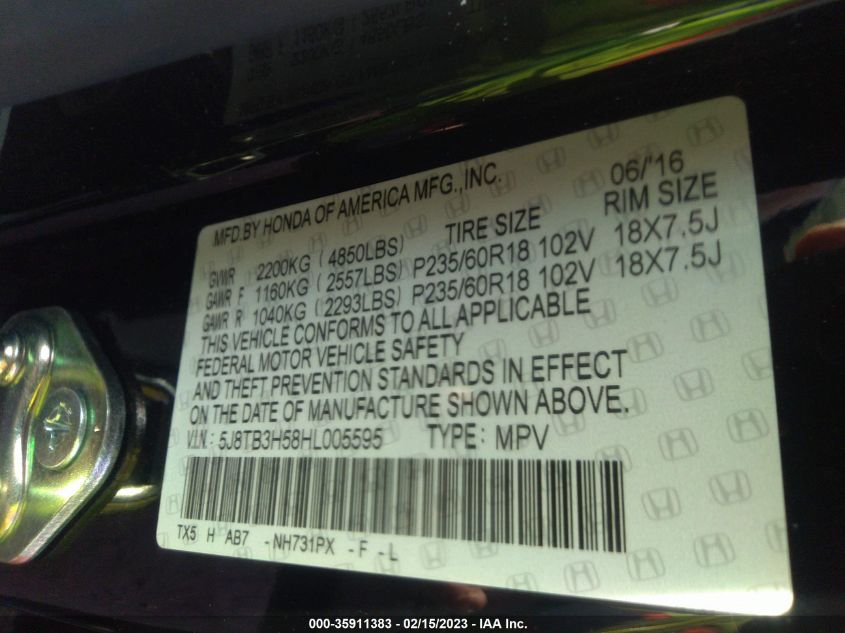 MFD.BY HONDA OF AMERICA MFG.,INC. 06/'16
TIRE SIZE RIM SIZE
GVWR 2200KG ( 4850LBS)
GAWR F 1160KG ( 2557LBS) P235/60R18 102V 18X7.5J
GAWR R 1040KG ( 2293LBS) P235/60R18 102V 18X7.5J
THIS VEHICLE CONFORMS TO ALL APPLICABLE
FEDERAL MOTOR VEHICLE SAFETY
AND THEFT PREVENTION STANDARDS IN EFFECT
ON THE DATE OF MANUFACTURE SHOWN ABOVE.
V.I.N.: 5J8TB3H58HL005595 TYPE: MPV
TX5 H AB7 -NH731PX -F -L
000-35911383 - 02/15/2023 - IAA Inc.